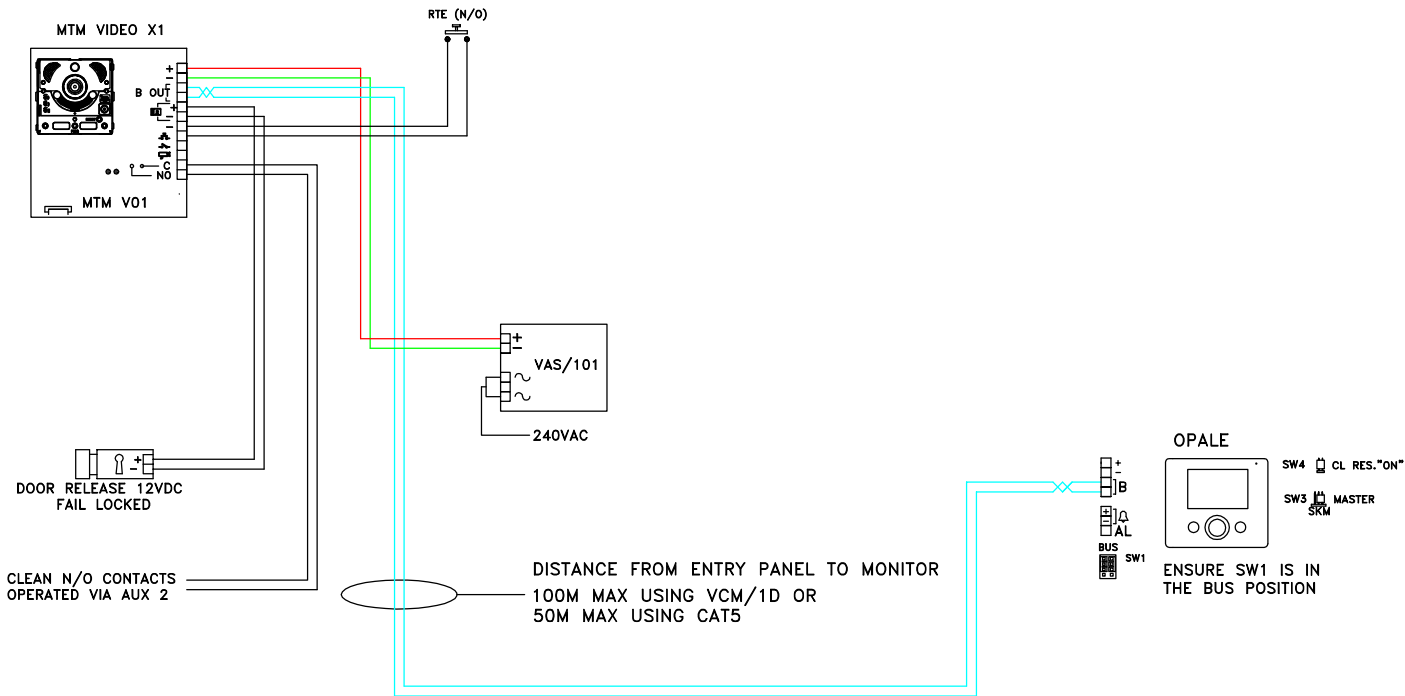 RTE (N/O)
MTM VIDEO X1
+
-
B OUT
+
-
-
C
NO
MTM V01
+
-
VAS/101
240VAC
+
-
DOOR RELEASE 12VDC
FAIL LOCKED
CLEAN N/O CONTACTS
OPERATED VIA AUX 2
DISTANCE FROM ENTRY PANEL TO MONITOR
100M MAX USING VCM/1D OR
50M MAX USING CAT5
OPALE
+
-
B
+
-
AL
BUS
SW1
SW4 CL RES."ON"
SW3 MASTER
SKM
ENSURE SW1 IS IN
THE BUS POSITION